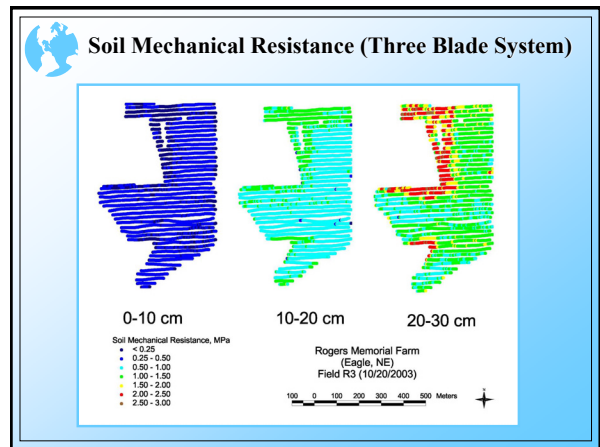 Soil Mechanical Resistance (Three Blade System)
0-10 cm
10-20 cm
20-30 cm
Soil Mechanical Resistance, MPa
< 0.25
0.25 - 0.50
0.50 - 1.00
1.00 - 1.50
1.50 - 2.00
2.00 - 2.50
2.50 - 3.00
Rogers Memorial Farm
(Eagle, NE)
Field R3 (10/20/2003)
100 0 100 200 300 400 500 Meters